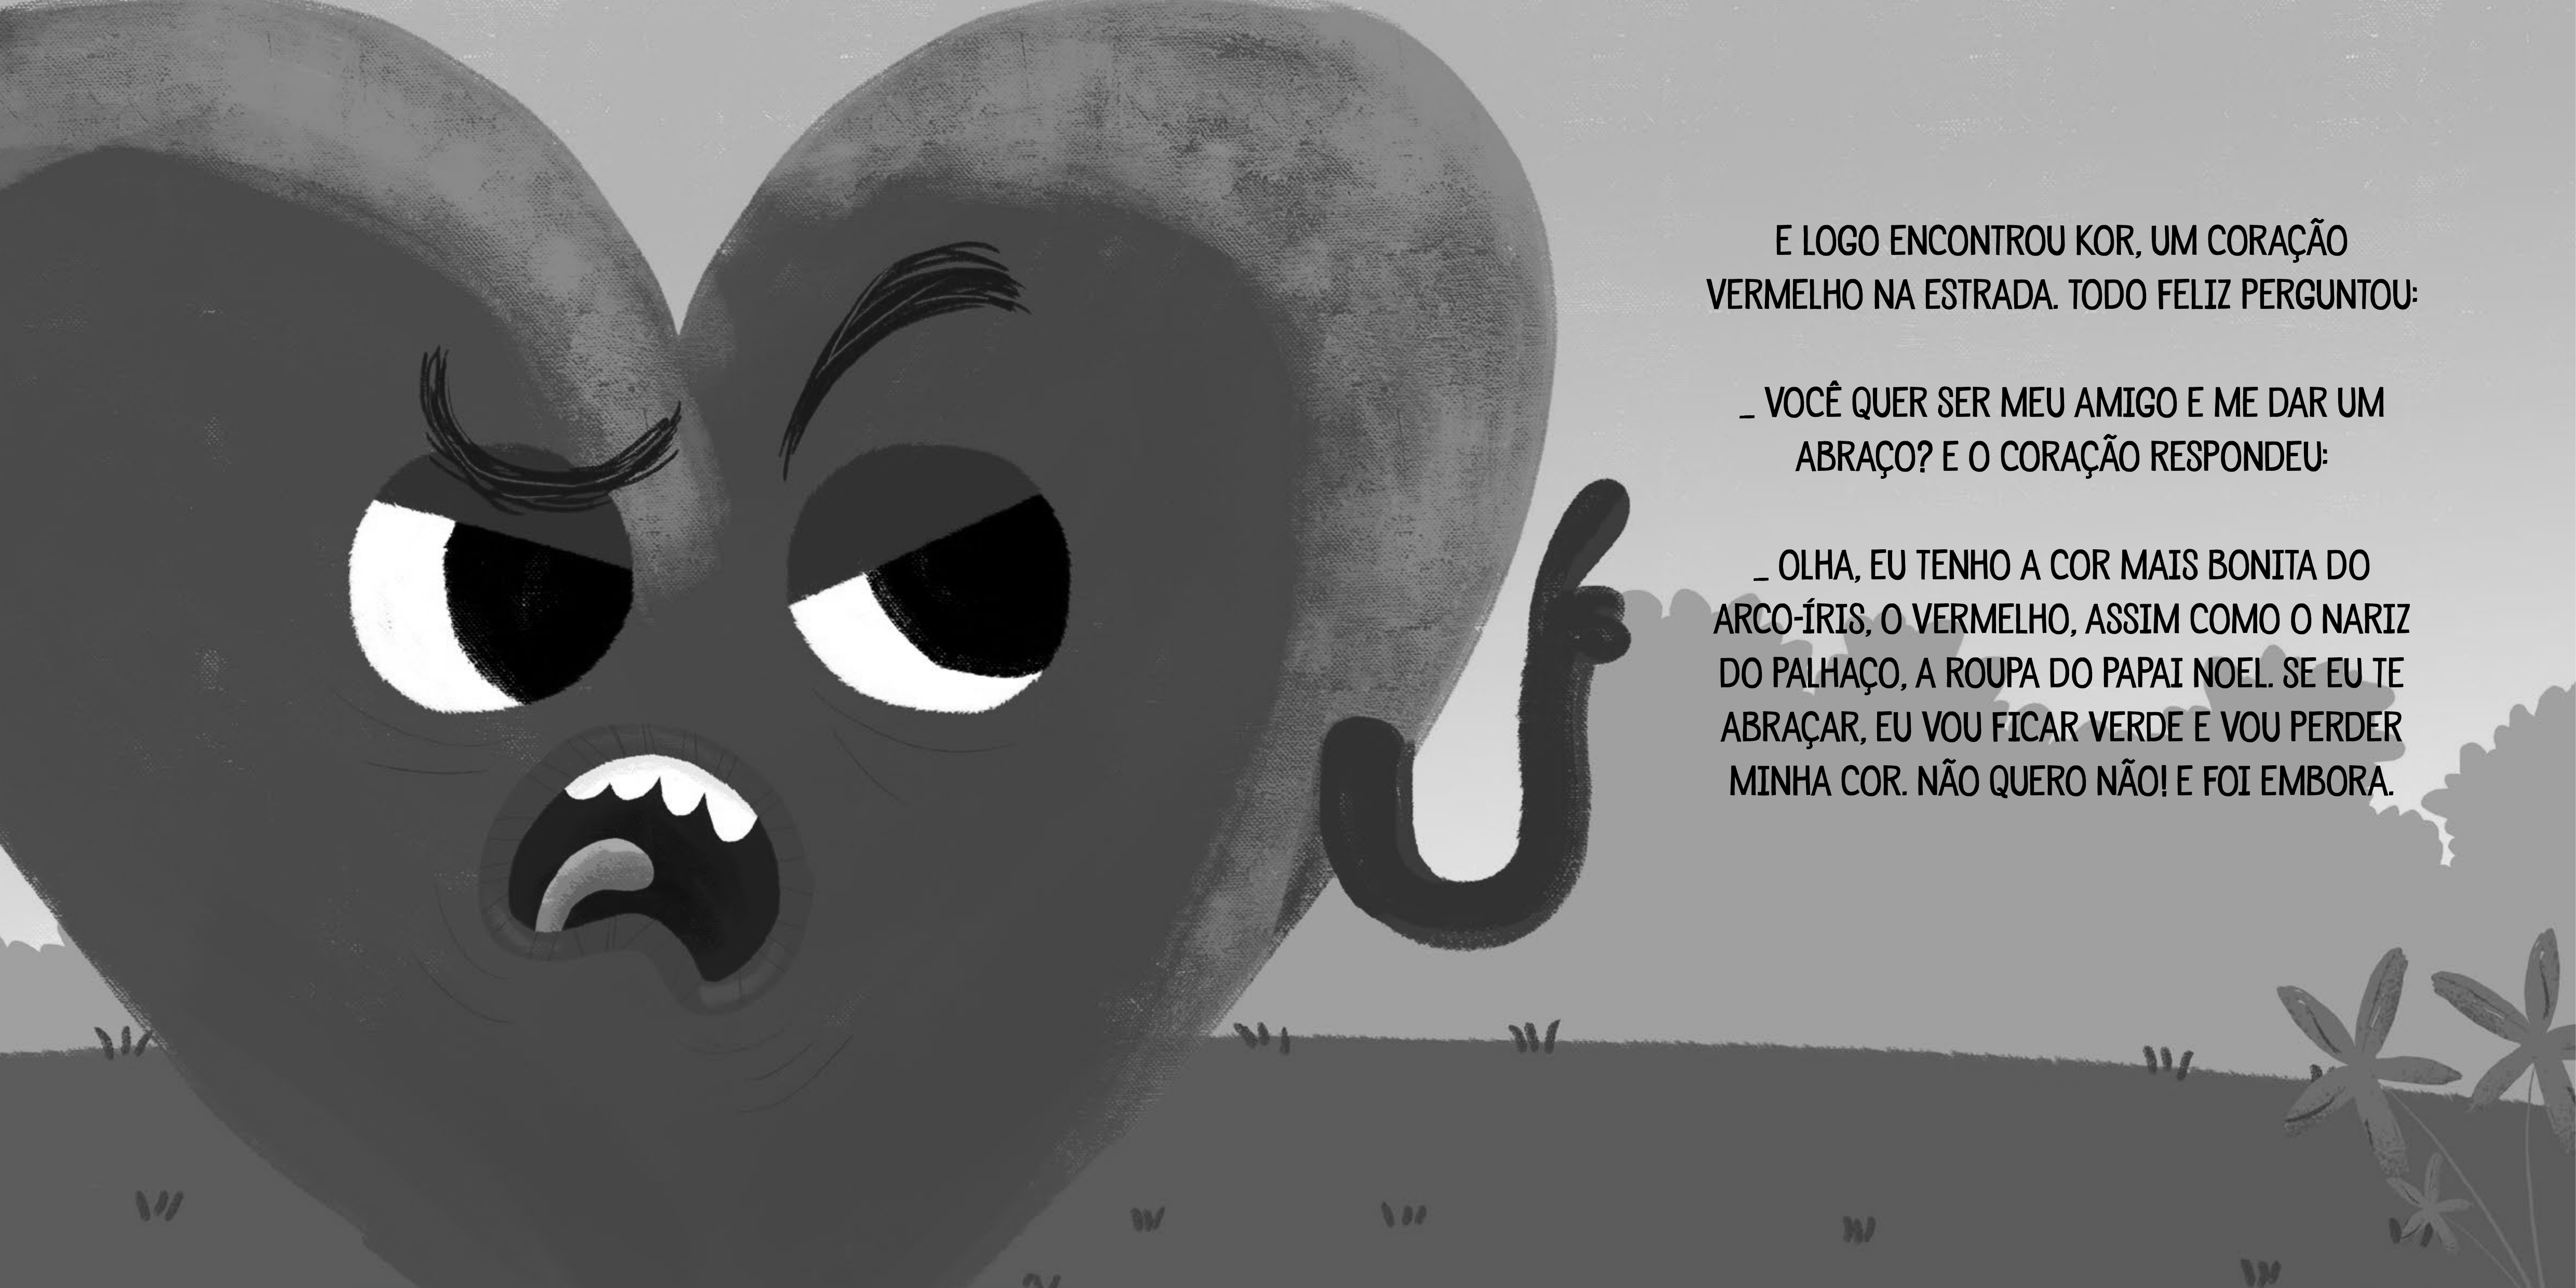 E LOGO ENCONTROU KOR, UM CORAÇÃO
VERMELHO NA ESTRADA. TODO FELIZ PERGUNTOU:
_ VOCÊ QUER SER MEU AMIGO E ME DAR UM
ABRAÇO? E O CORAÇÃO RESPONDEU:
_ OLHA, EU TENHO A COR MAIS BONITA DO
ARCO-ÍRIS, O VERMELHO, ASSIM COMO O NARIZ
DO PALHAÇO, A ROUPA DO PAPAI NOEL. SE EU TE
ABRAÇAR, EU VOU FICAR VERDE E VOU PERDER
MINHA COR. NÃO QUERO NÃO! E FOI EMBORA.